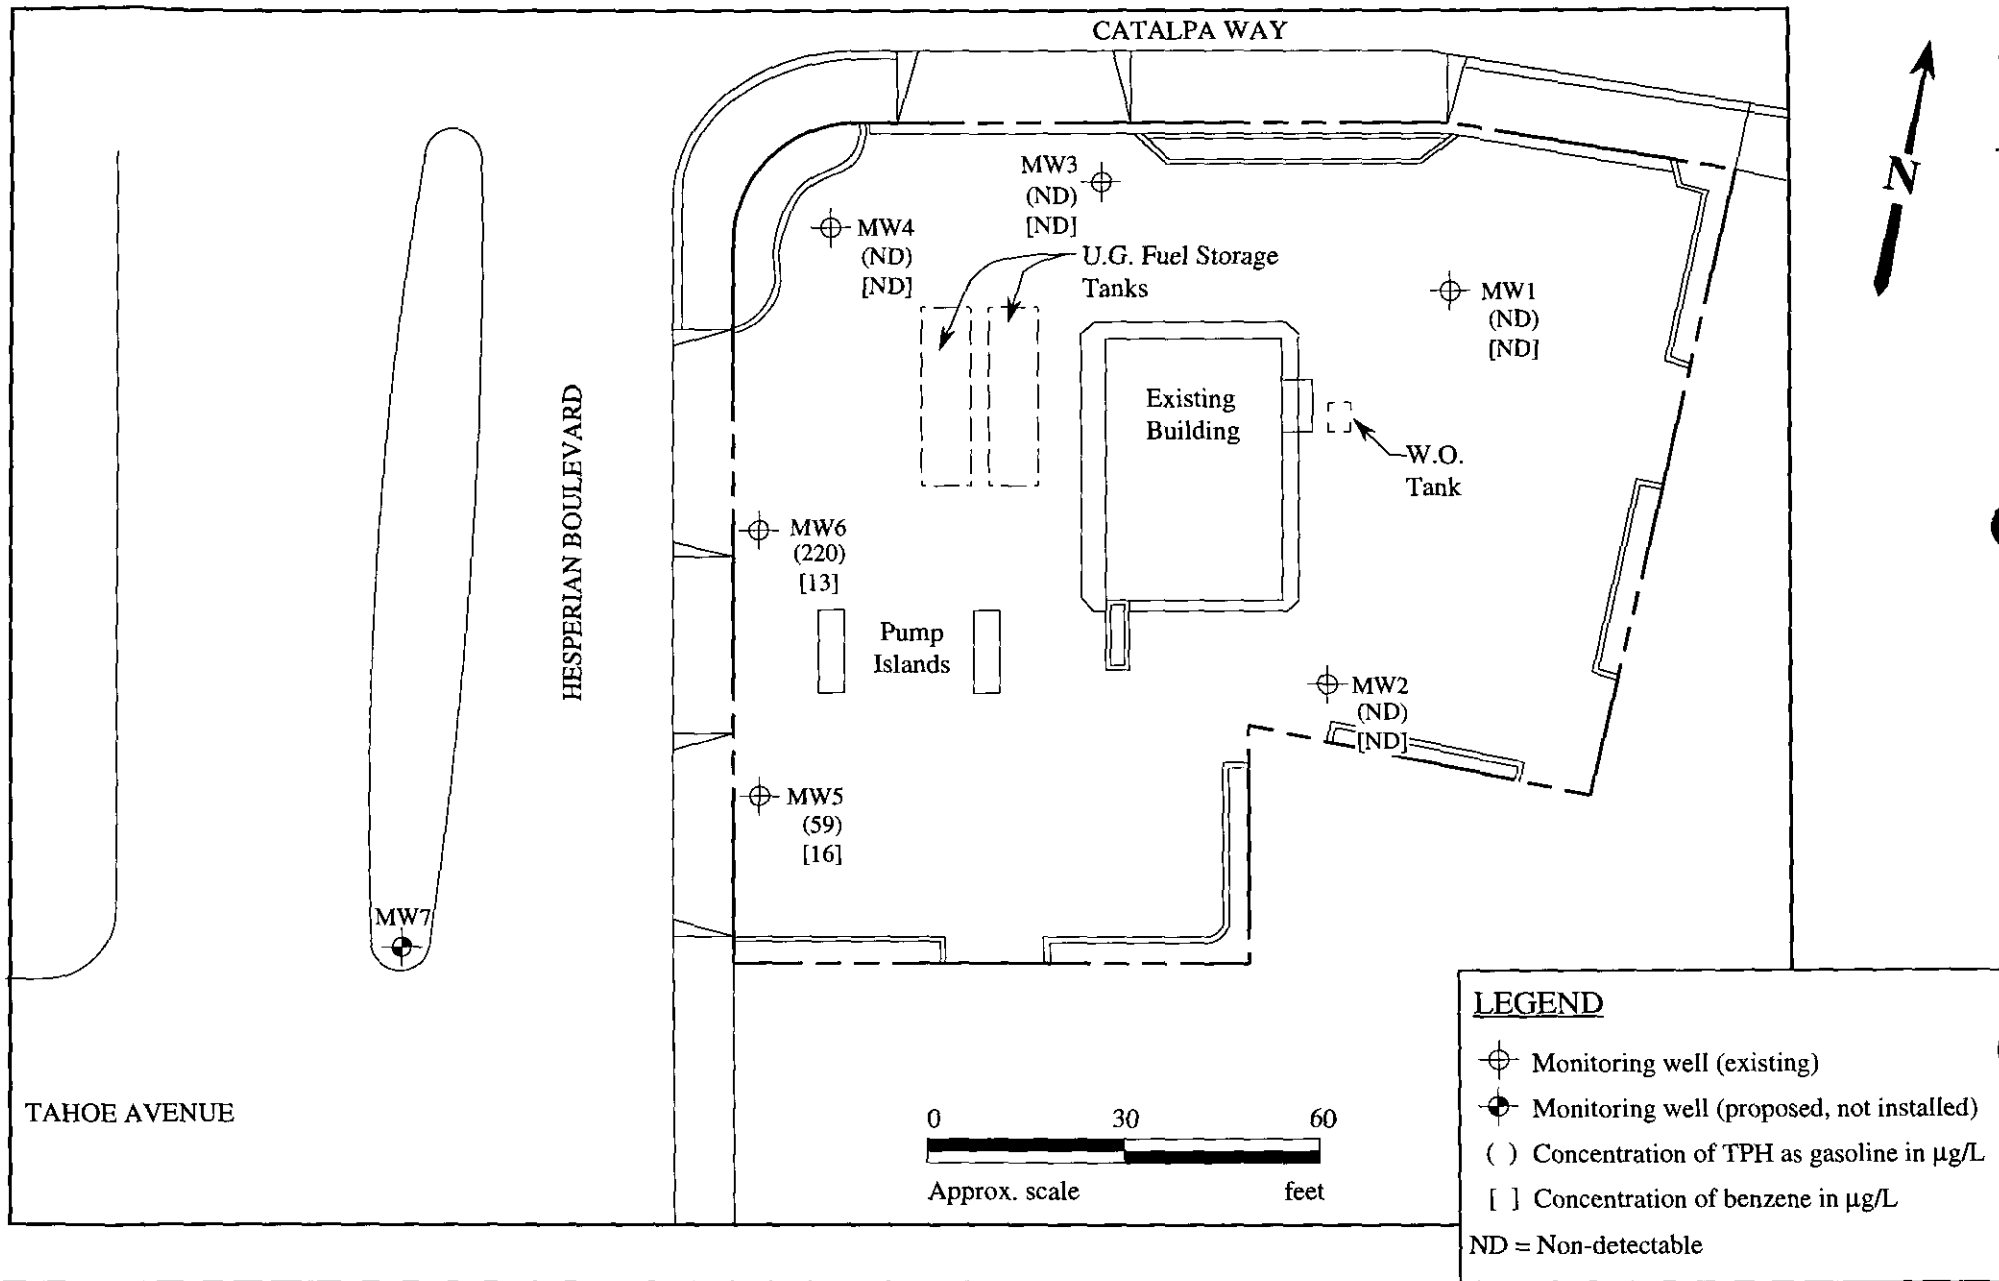 CATALPA WAY
N
MW3
(ND)
[ND]
MW4
(ND)
[ND]
U.G. Fuel Storage
Tanks
MW1
(ND)
[ND]
Existing
Building
W.O.
Tank
HESPERIAN BOULEVARD
MW6
(220)
[13]
Pump
Islands
MW2
(ND)
[ND]
MW5
(59)
[16]
MW7
TAHOE AVENUE
0 30 60
Approx. scale feet
LEGEND
Monitoring well (existing)
Monitoring well (proposed, not installed)
( ) Concentration of TPH as gasoline in µg/L
[ ] Concentration of benzene in µg/L
ND = Non-detectable